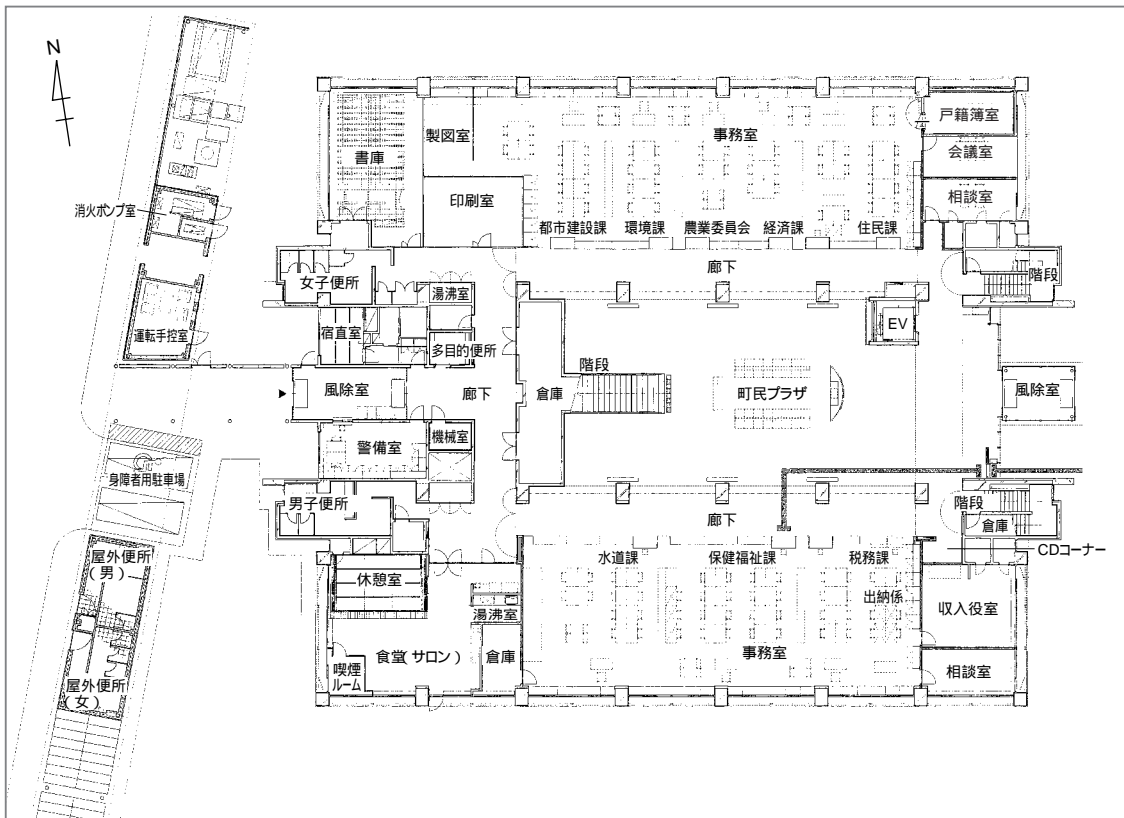 N
消火ポンプ室
運転手控室
身障者用駐車場
屋外便所
(男)
屋外便所
(女)
書庫
製図室
印刷室
事務室
都市建設課
環境課
農業委員会
経済課
住民課
戸籍簿室
会議室
相談室
女子便所
湯沸室
廊下
階段
宿直室
多目的便所
EV
風除室
廊下
倉庫
階段
町民プラザ
風除室
警備室
機械室
男子便所
廊下
階段
倉庫
CDコーナー
水道課
保健福祉課
税務課
出納係
収入役室
休憩室
湯沸室
食堂(サロン)
倉庫
事務室
喫煙
ルーム
相談室